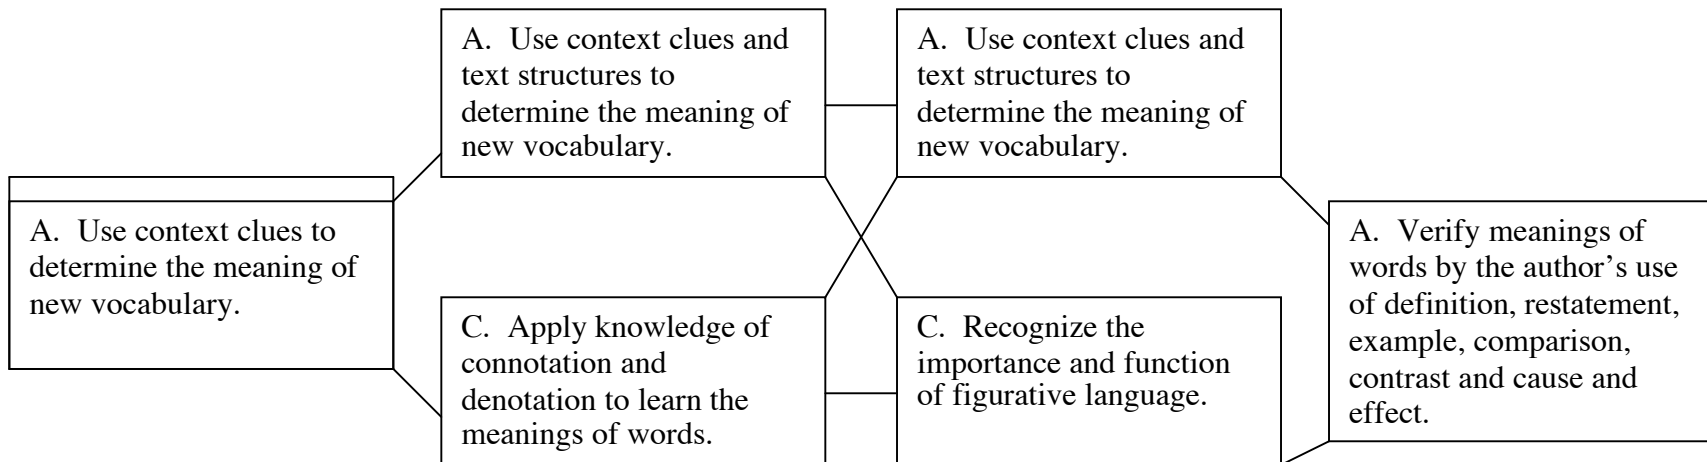 A.  Use context clues to
determine the meaning of
new vocabulary.
A.  Use context clues and
text structures to
determine the meaning of
new vocabulary.
C.  Apply knowledge of
connotation and
denotation to learn the
meanings of words.
A.  Use context clues and
text structures to
determine the meaning of
new vocabulary.
C.  Recognize the
importance and function
of figurative language.
A.  Verify meanings of
words by the author’s use
of definition, restatement,
example, comparison,
contrast and cause and
effect.